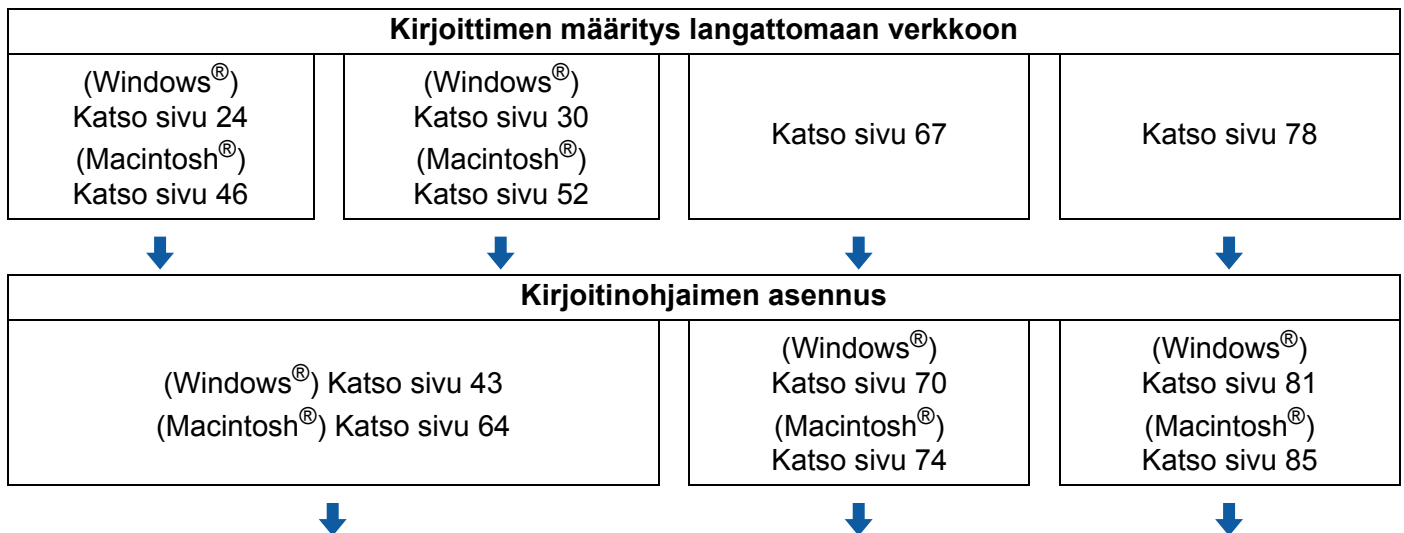 Kirjoittimen määritys langattomaan verkkoon
(Windows®)
Katso sivu 24
(Macintosh®)
Katso sivu 46
(Windows®)
Katso sivu 30
(Macintosh®)
Katso sivu 52
Katso sivu 67
Katso sivu 78
Kirjoitinohjaimen asennus
(Windows®) Katso sivu 43
(Macintosh®) Katso sivu 64
(Windows®)
Katso sivu 70
(Macintosh®)
Katso sivu 74
(Windows®)
Katso sivu 81
(Macintosh®)
Katso sivu 85